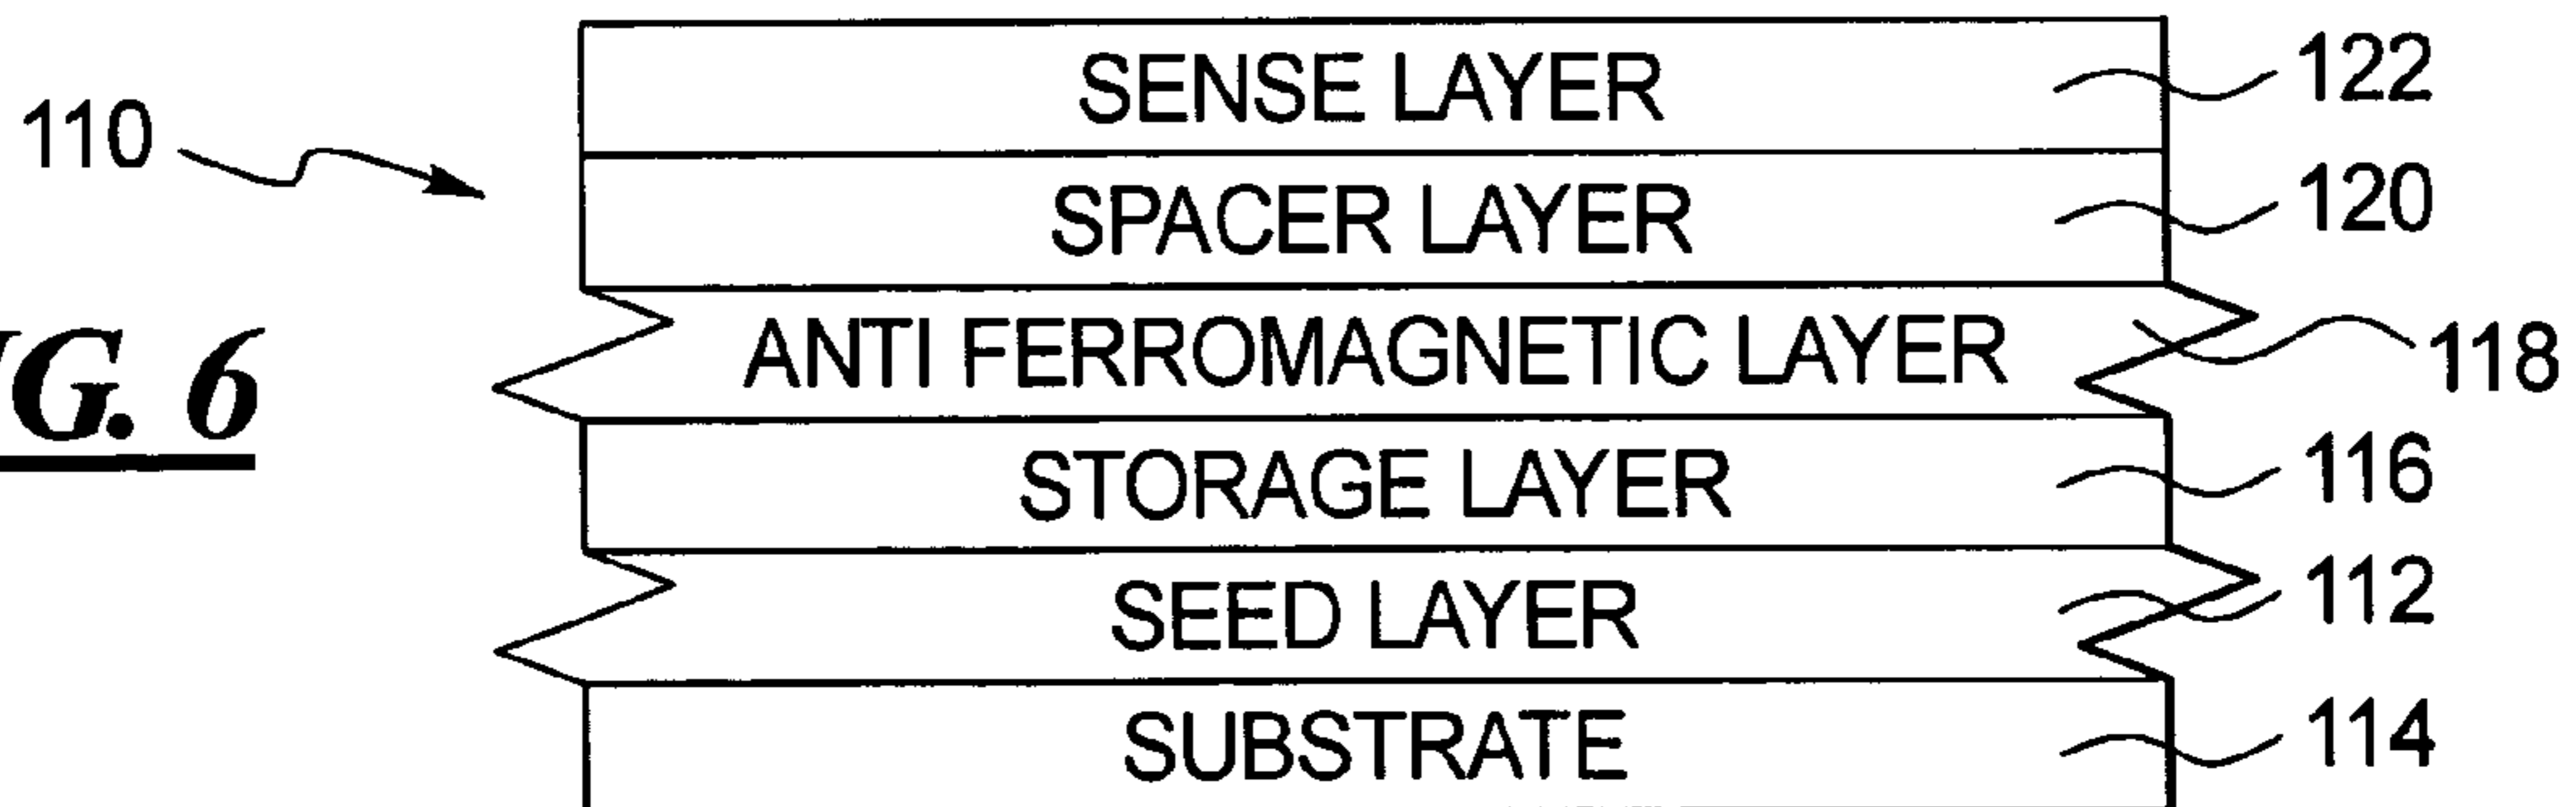 SENSE LAYER 122
110
SPACER LAYER 120
ANTI FERROMAGNETIC LAYER 118
G. 6
STORAGE LAYER 116
SEED LAYER 112
SUBSTRATE 114